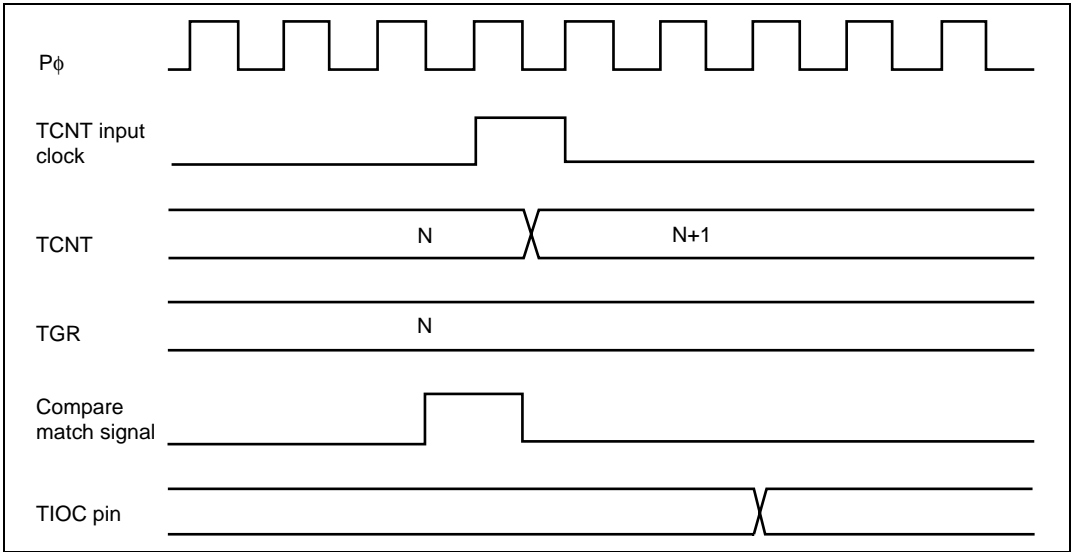 Pϕ
TCNT input
clock
TCNT
N
N+1
TGR
N
Compare
match signal
TIOC pin